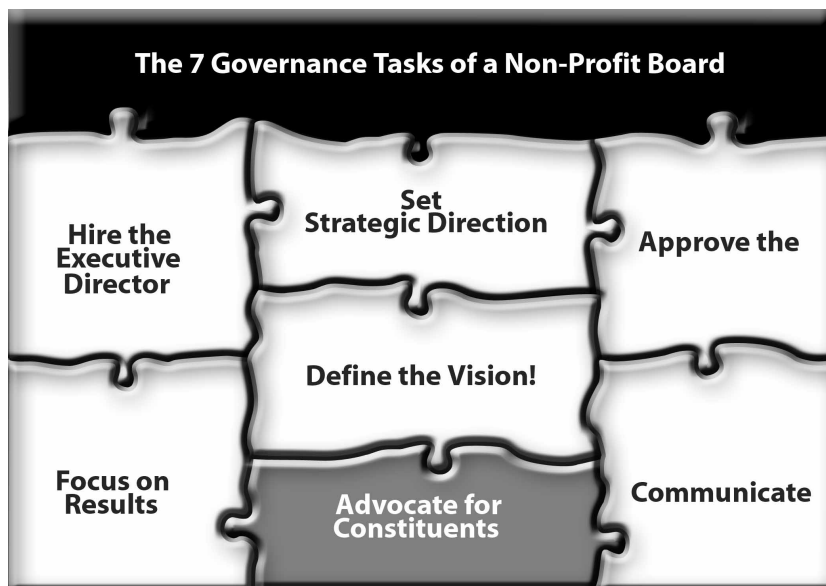 The 7 Governance Tasks of a Non-Profit Board
Hire the
Executive
Director
Set
Strategic Direction
Approve the
Define the Vision!
Focus on
Results
Advocate for
Constituents
Communicate